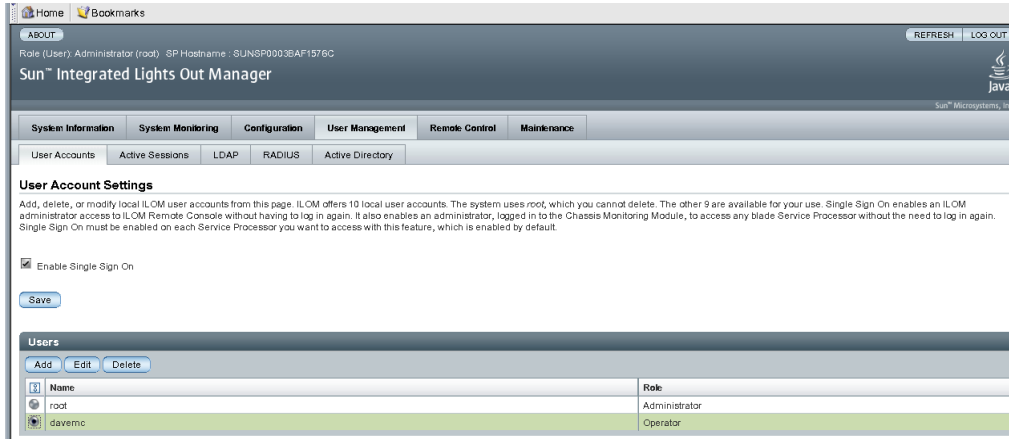 Home Bookmarks
ABOUT REFRESH LOG OUT
Role (User): Administrator (root) SP Hostname : SUNSP0003BAF1576C
Sun™ Integrated Lights Out Manager
Java
Sun™ Microsystems, In
System Information System Monitoring Configuration User Management Remote Control Maintenance
User Accounts Active Sessions LDAP RADIUS Active Directory
User Account Settings
Add, delete, or modify local ILOM user accounts from this page. ILOM offers 10 local user accounts. The system uses root, which you cannot delete. The other 9 are available for your use. Single Sign On enables an ILOM
administrator access to ILOM Remote Console without having to log in again. It also enables an administrator, logged in to the Chassis Monitoring Module, to access any blade Service Processor without the need to log in again.
Single Sign On must be enabled on each Service Processor you want to access with this feature, which is enabled by default.
Enable Single Sign On
Save
Users
Add Edit Delete
Name Role
root Administrator
davemc Operator